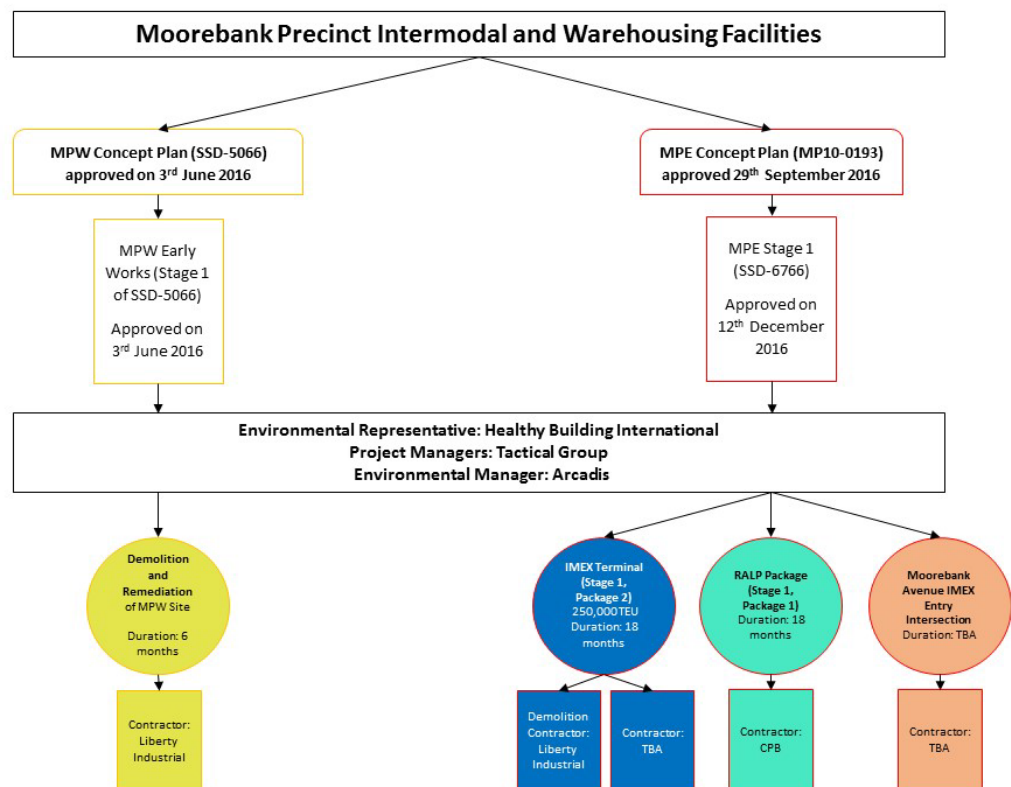 Moorebank Precinct Intermodal and Warehousing Facilities
MPW Concept Plan (SSD-5066)
approved on 3rd June 2016
MPE Concept Plan (MP10-0193)
approved 29th September 2016
MPW Early
Works (Stage 1
of SSD-5066)
Approved on
3rd June 2016
MPE Stage 1
(SSD-6766)
Approved on
12th December
2016
Environmental Representative: Healthy Building International
Project Managers: Tactical Group
Environmental Manager: Arcadis
Demolition
and
Remediation
of MPW Site
Duration: 6
months
IMEX Terminal
(Stage 1,
Package 2)
250,000 TEU
Duration: 18
months
RALP Package
(Stage 1,
Package 1)
Duration: 18
months
Moorebank
Avenue IMEX
Entry
Intersection
Duration: TBA
Contractor:
Liberty
Industrial
Demolition
Contractor:
Liberty
Industrial
Contractor:
TBA
Contractor:
CPB
Contractor:
TBA